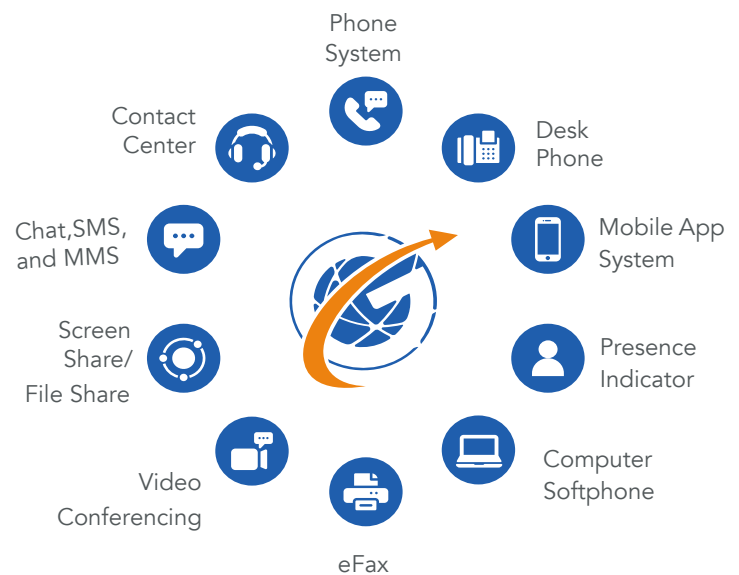 Phone
System
Desk
Phone
Mobile App
System
Presence
Indicator
Computer
Softphone
eFax
Video
Conferencing
Screen
Share/
File Share
Chat,SMS,
and MMS
Contact
Center